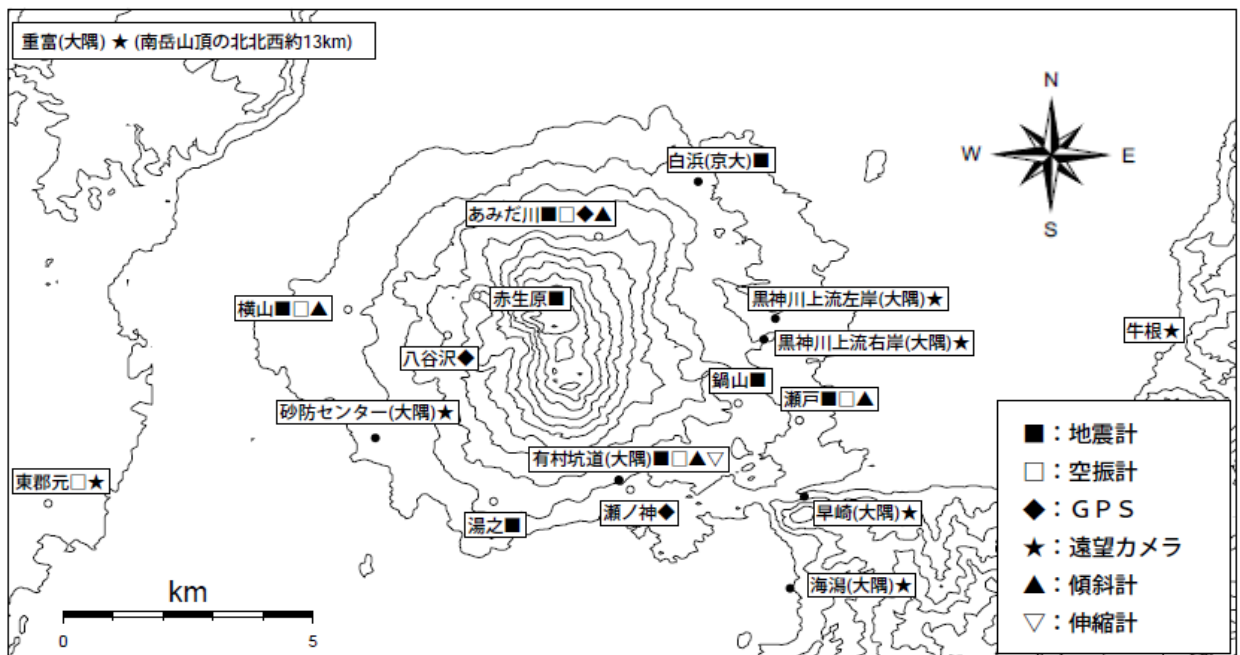 重富(大隅) ★ (南岳山頂の北北西約13km)
N
W
E
S
白浜(京大)■
あみだ川■□◆▲
赤生原■
横山■□▲
黒神川上流左岸(大隅)★
黒神川上流右岸(大隅)★
牛根★
八谷沢◆
鍋山■
瀬戸■□▲
砂防センター(大隅)★
有村坑道(大隅)■□▲▽
東郡元□★
湯之■
瀬ノ神◆
早崎(大隅)★
海潟(大隅)★
■：地震計
□：空振計
◆：ＧＰＳ
★：遠望カメラ
▲：傾斜計
▽：伸縮計
km
0
5